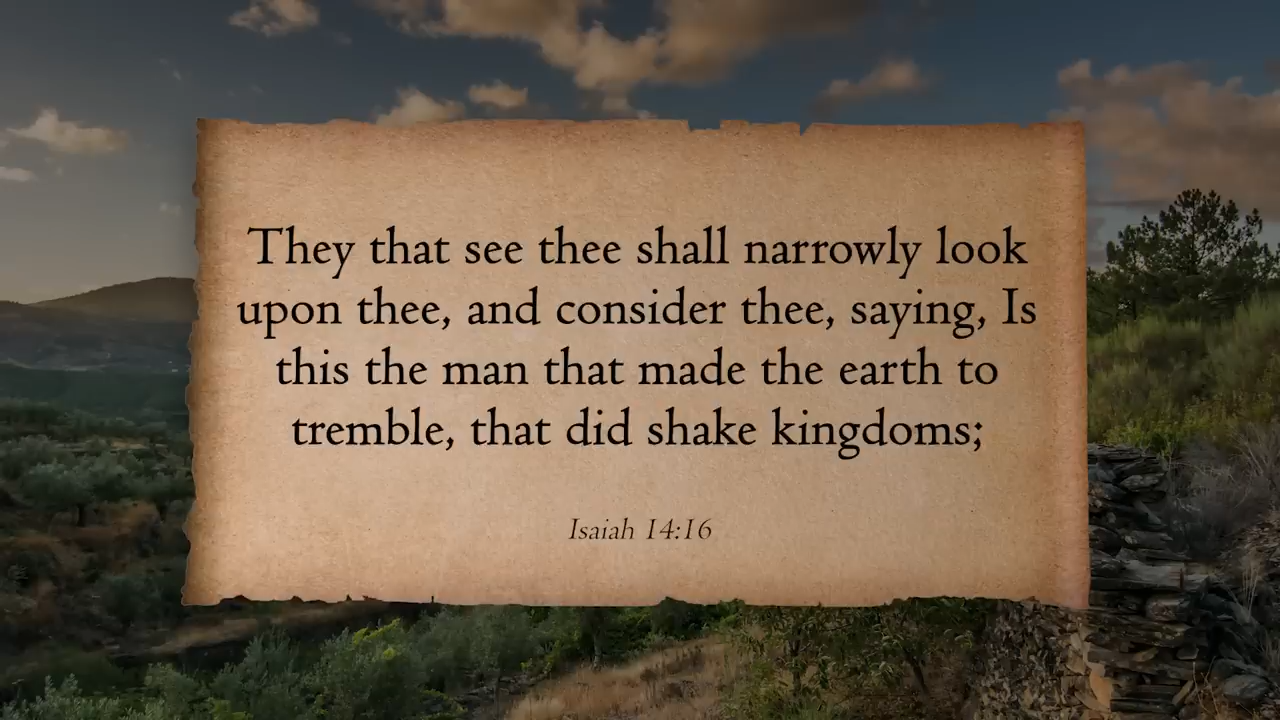 They that see thee shall narrowly look
upon thee, and consider thee, saying, Is
this the man that made the earth to
tremble, that did shake kingdoms;
Isaiah 14:16